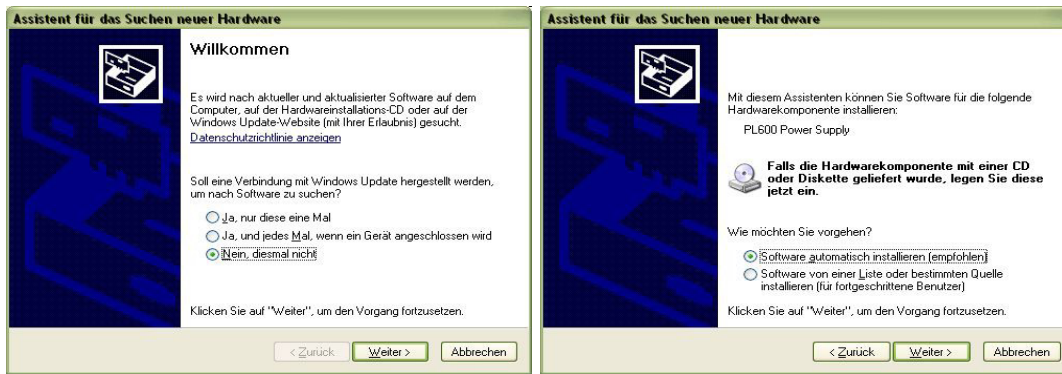 Assistent für das Suchen neuer Hardware
Willkommen
Es wird nach aktueller und aktualisierter Software auf dem
Computer, auf der Hardwareinstallations-CD oder auf der
Windows Update-Website (mit Ihrer Erlaubnis) gesucht.
Datenschutzrichtlinie anzeigen
Soll eine Verbindung mit Windows Update hergestellt werden,
um nach Software zu suchen?
Ja, nur diese eine Mal
Ja, und jedes Mal, wenn ein Gerät angeschlossen wird
Nein, diesmal nicht
Klicken Sie auf "Weiter", um den Vorgang fortzusetzen.
< Zurück
Weiter >
Abbrechen
Assistent für das Suchen neuer Hardware
Mit diesem Assistenten können Sie Software für die folgende
Hardwarekomponente installieren:
PL600 Power Supply
Falls die Hardwarekomponente mit einer CD
oder Diskette geliefert wurde, legen Sie diese
jetzt ein.
Wie möchten Sie vorgehen?
Software automatisch installieren (empfohlen)
Software von einer Liste oder bestimmten Quelle
installieren (für fortgeschrittene Benutzer)
Klicken Sie auf "Weiter", um den Vorgang fortzusetzen.
< Zurück
Weiter >
Abbrechen